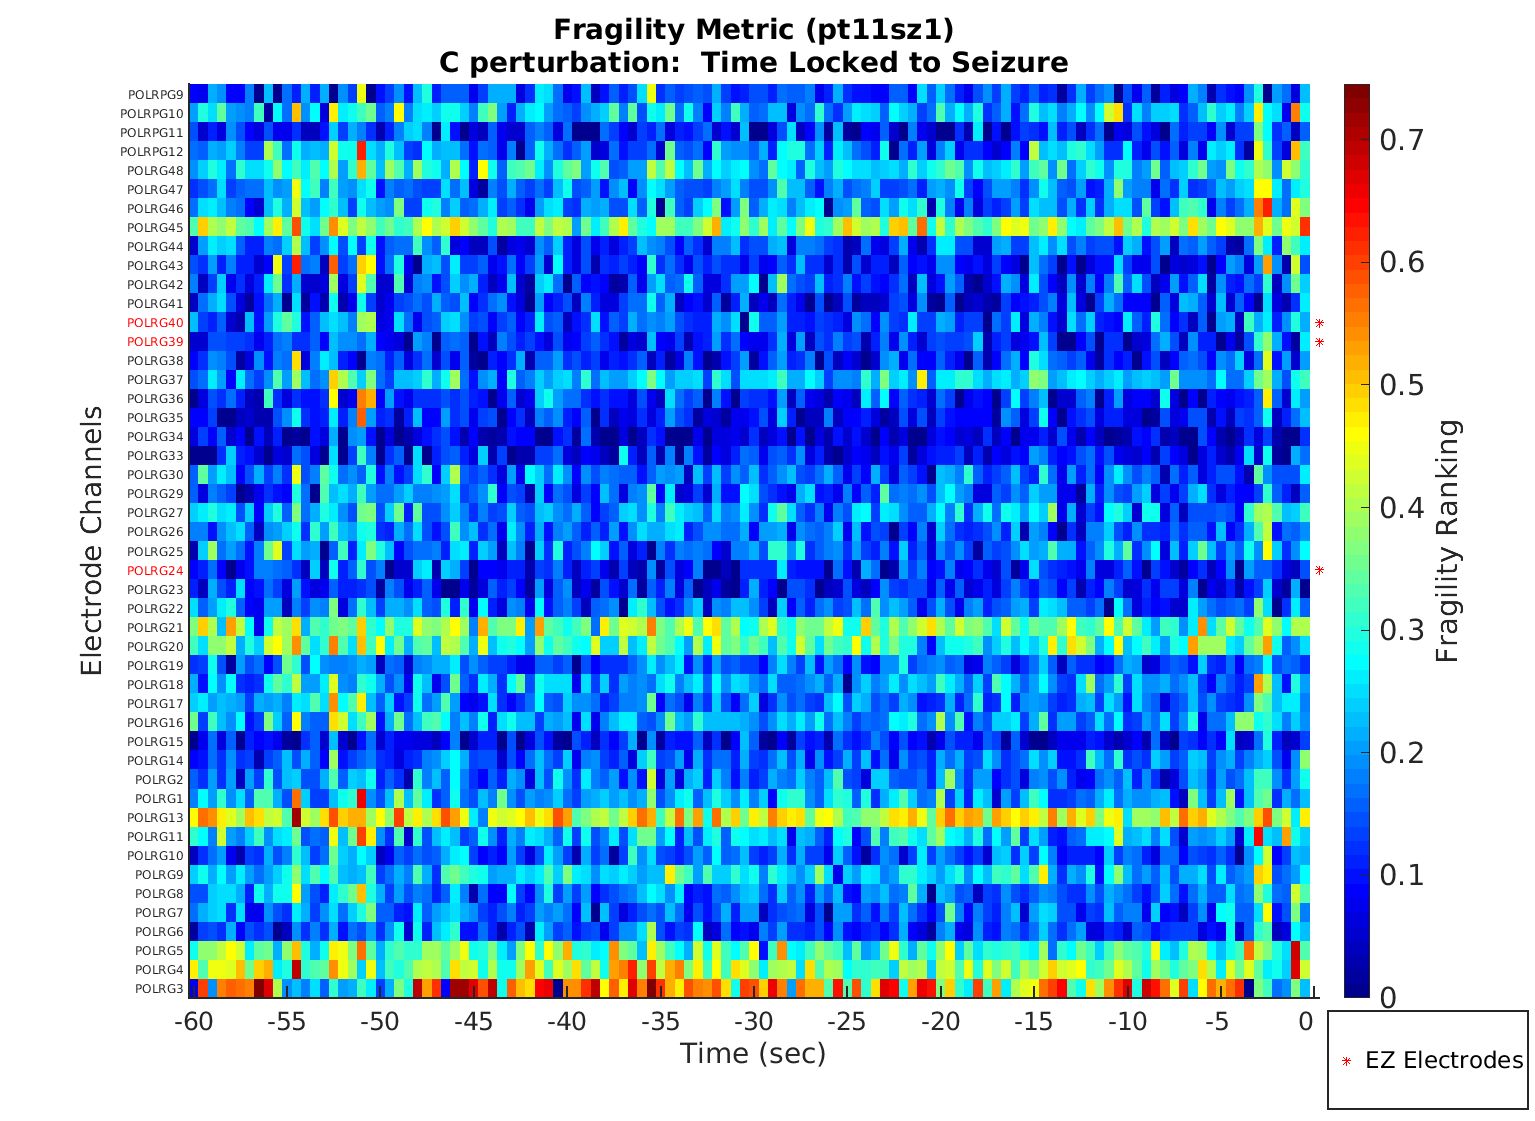 Fragility Metric (pt11sz1)
C perturbation:  Time Locked to Seizure
POLRPG9
POLRPG10
POLRPG11
POLRPG12
POLRG48
POLRG47
POLRG46
POLRG45
POLRG44
POLRG43
POLRG42
POLRG41
POLRG40
POLRG39
POLRG38
POLRG37
POLRG36
POLRG35
POLRG34
POLRG33
POLRG30
POLRG29
POLRG27
POLRG26
POLRG25
POLRG24
POLRG23
POLRG22
POLRG21
POLRG20
POLRG19
POLRG18
POLRG17
POLRG16
POLRG15
POLRG14
POLRG2
POLRG1
POLRG13
POLRG11
POLRG10
POLRG9
POLRG8
POLRG7
POLRG6
POLRG5
POLRG4
POLRG3
Electrode Channels
-60 -55 -50 -45 -40 -35 -30 -25 -20 -15 -10 -5 0
Time (sec)
0.7
0.6
0.5
0.4
0.3
0.2
0.1
0
Fragility Ranking
EZ Electrodes